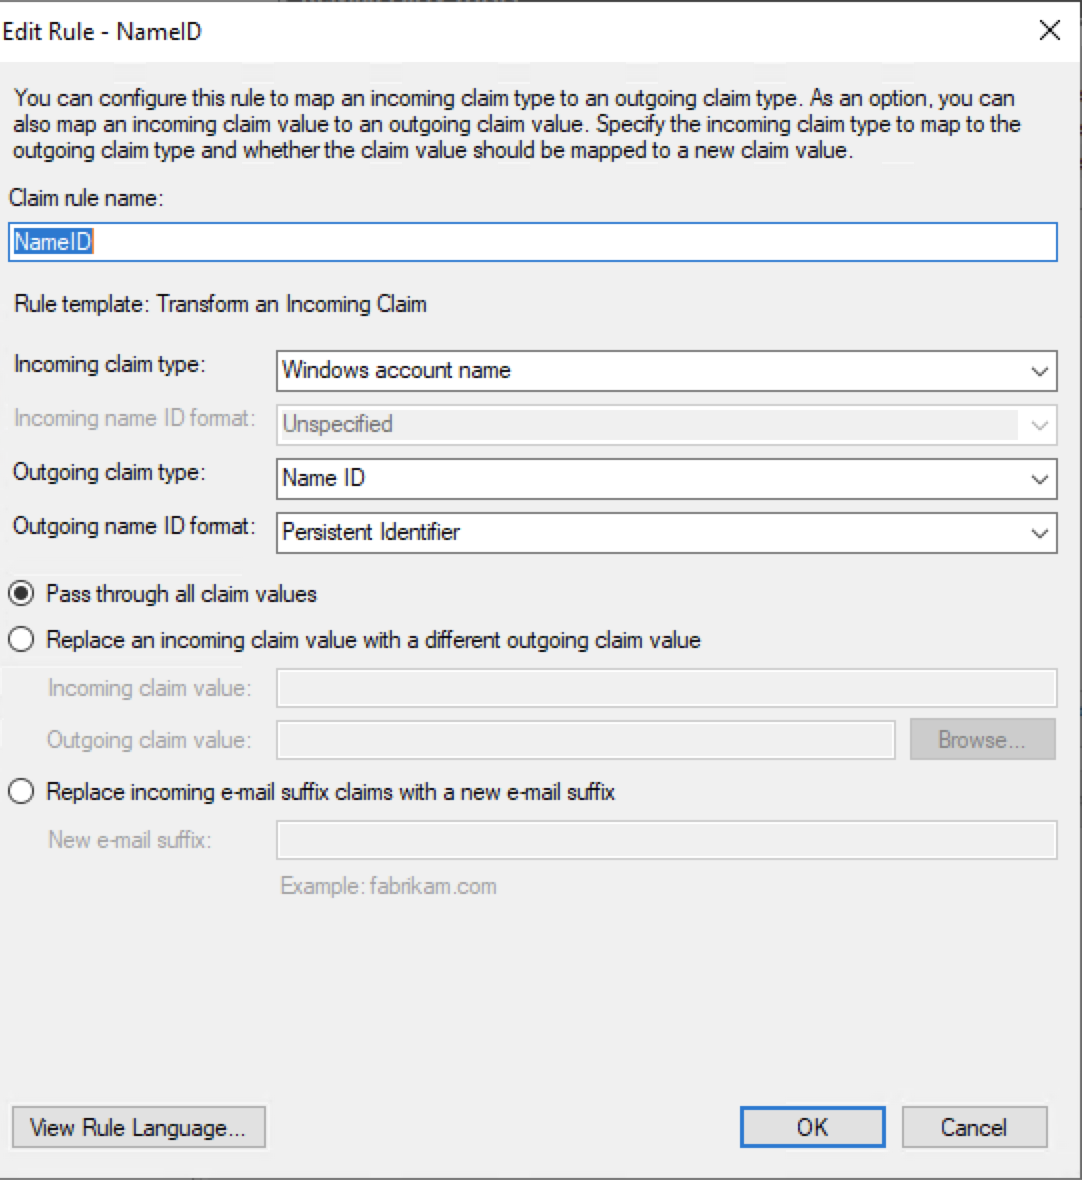 Edit Rule - NameID
You can configure this rule to map an incoming claim type to an outgoing claim type. As an option, you can
also map an incoming claim value to an outgoing claim value. Specify the incoming claim type to map to the
outgoing claim type and whether the claim value should be mapped to a new claim value.
Claim rule name:
NameID
Rule template: Transform an Incoming Claim
Incoming claim type: Windows account name
Incoming name ID format: Unspecified
Outgoing claim type: Name ID
Outgoing name ID format: Persistent Identifier
Pass through all claim values
Replace an incoming claim value with a different outgoing claim value
Incoming claim value:
Outgoing claim value: Browse...
Replace incoming e-mail suffix claims with a new e-mail suffix
New e-mail suffix:
Example: fabrikam.com
View Rule Language... OK Cancel